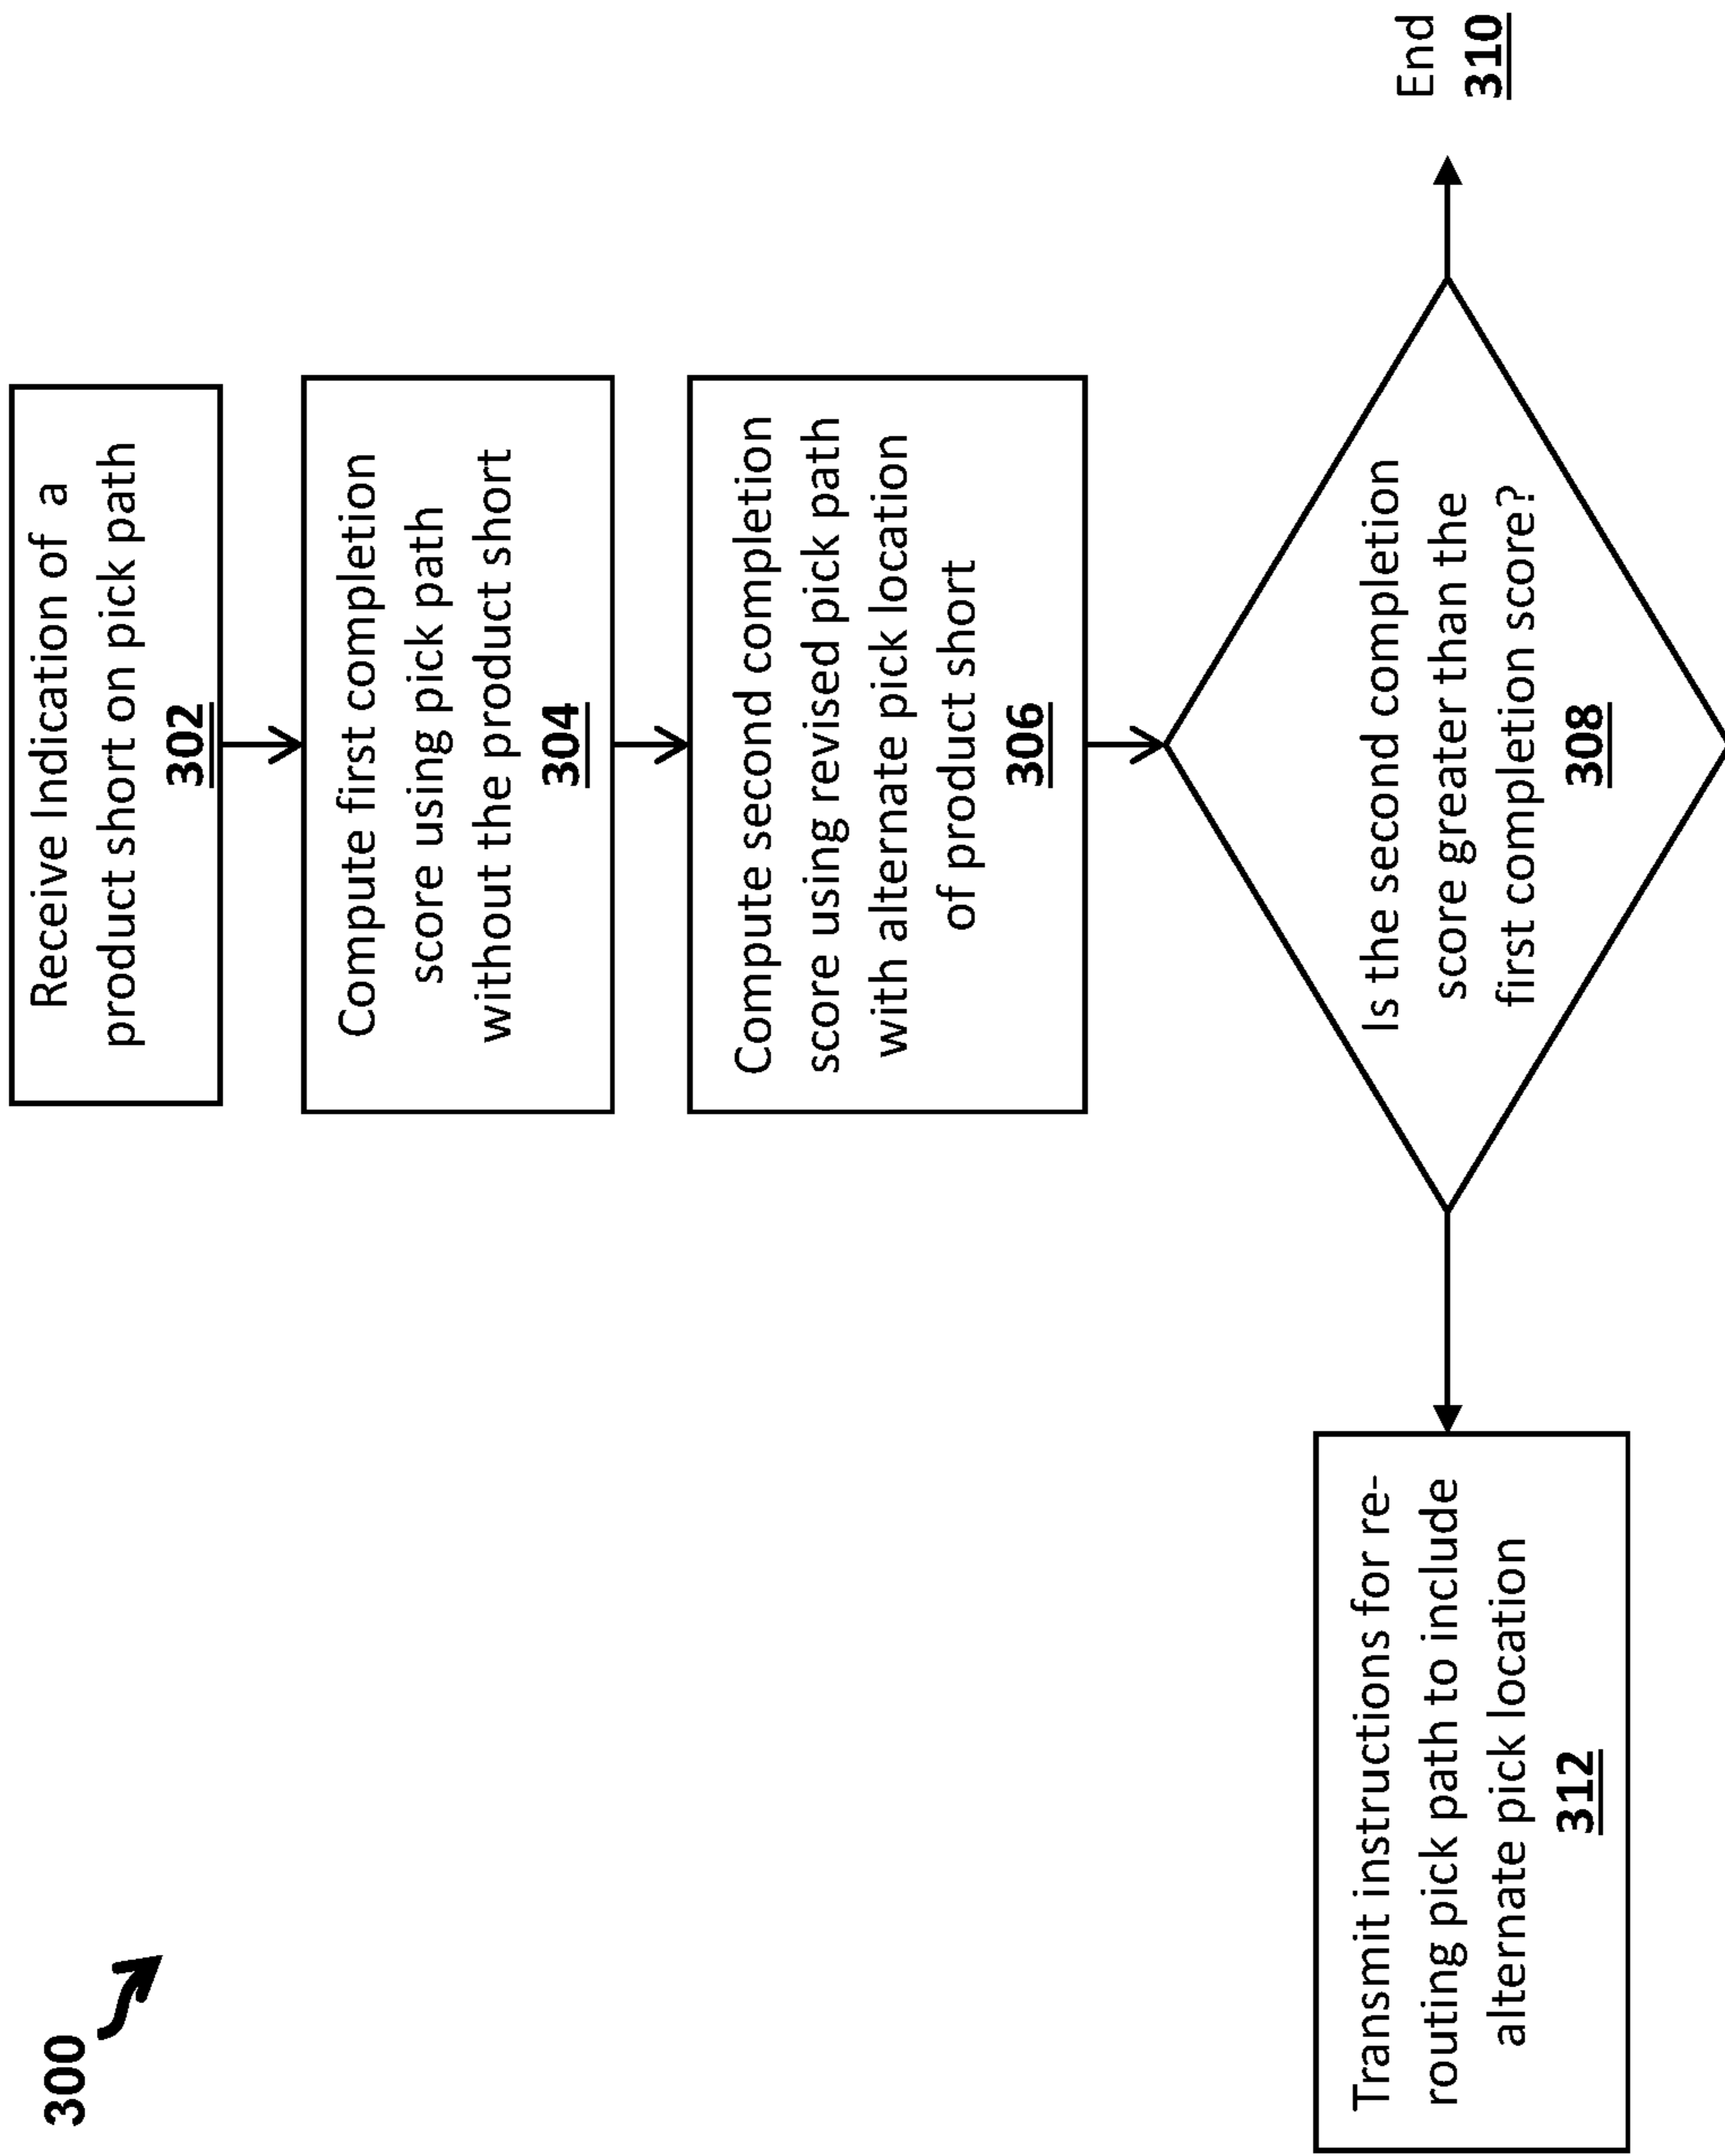 300
Receive Indication of a
product short on pick path
302
Compute first completion
score using pick path
without the product short
304
Compute second completion
score using revised pick path
with alternate pick location
of product short
306
Is the second completion
score greater than the
first completion score?
308
End
310
Transmit instructions for re-
routing pick path to include
alternate pick location
312